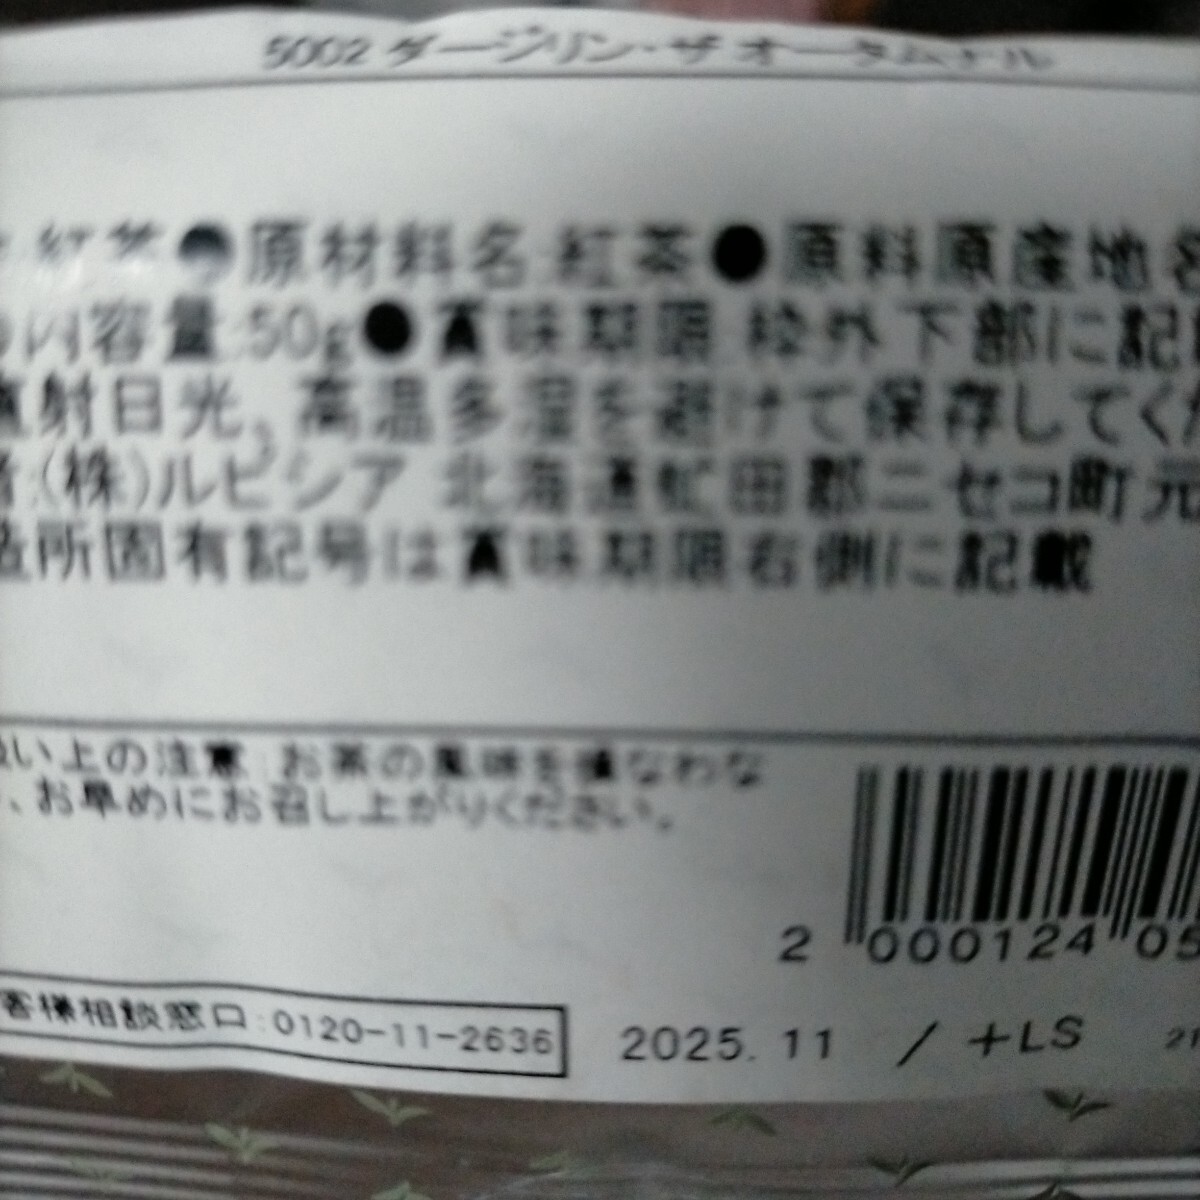 5002 ダージリン・ザ オータムナル
紅茶●原材料名:紅茶●原料原産地名
内容量:50g●賞味期限:枠外下部に記載
直射日光、高温多湿を避けて保存してくだ
者:(株)ルピシア 北海道虻田郡ニセコ町元
造所固有記号は賞味期限右側に記載
扱い上の注意 お茶の風味を損なわな
、お早めにお召し上がりください。
2 000124 05
客様相談窓口:0120-11-2636
2025. 11 / +LS